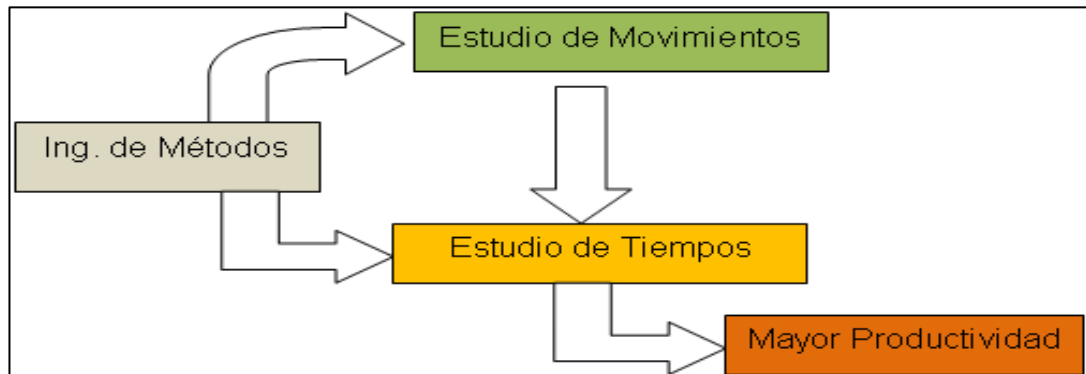 Estudio de Movimientos
Ing. de Métodos
Estudio de Tiempos
Mayor Productividad